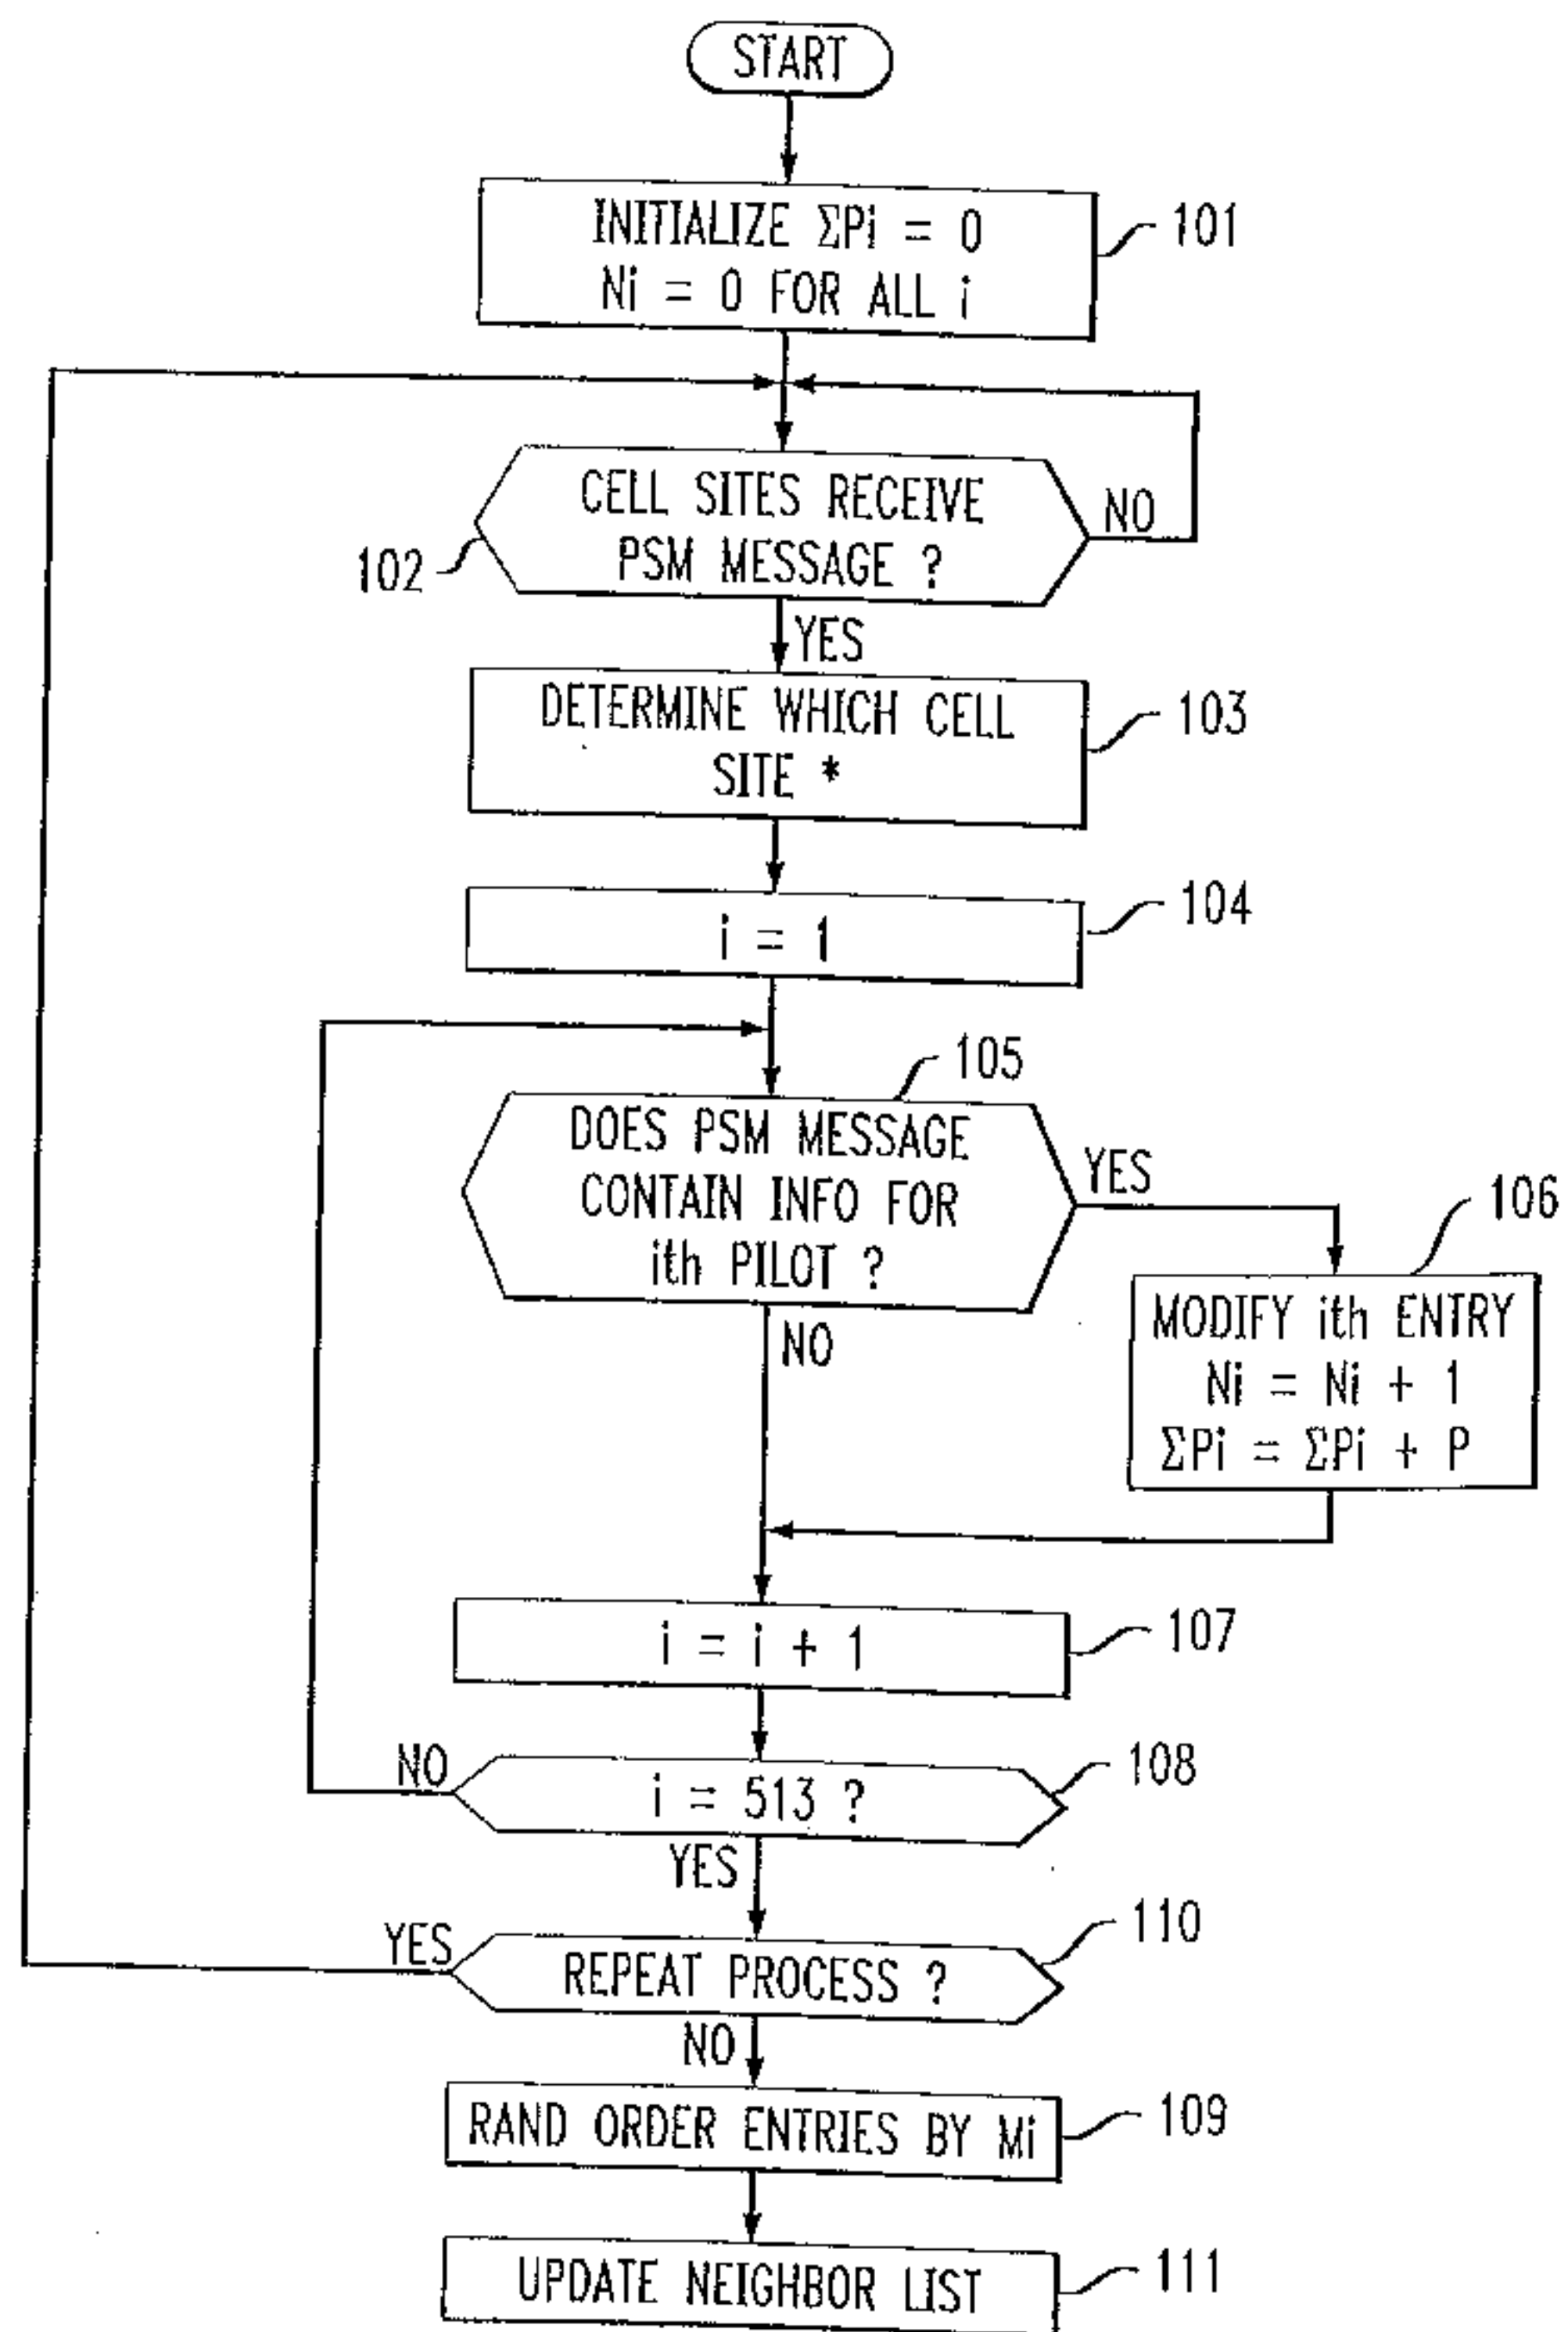 START
INITIALIZE ΣPi = 0
Ni = 0 FOR ALL i
101
CELL SITES RECEIVE
PSM MESSAGE ?
NO
102
YES
DETERMINE WHICH CELL
SITE *
103
i = 1
104
105
DOES PSM MESSAGE
CONTAIN INFO FOR
ith PILOT ?
YES
106
MODIFY ith ENTRY
Ni = Ni + 1
ΣPi = ΣPi + P
NO
i = i + 1
107
NO
i = 513 ?
108
YES
YES
REPEAT PROCESS ?
110
NO
RAND ORDER ENTRIES BY Mi
109
UPDATE NEIGHBOR LIST
111